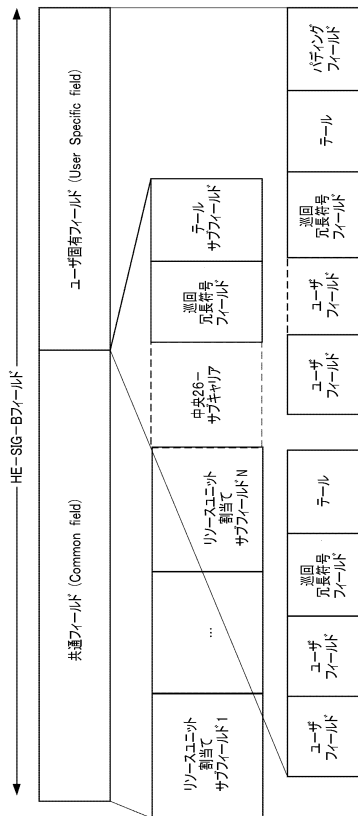 HE-SIG-Bフィールド
共通フィールド (Common field)
ユーザ固有フィールド (User Specific field)
リソースユニット
割当て
サブフィールド 1
...
リソースユニット
割当て
サブフィールド N
中央26-
サブキャリア
巡回
冗長符号
フィールド
テール
サブフィールド
ユーザ
フィールド
ユーザ
フィールド
巡回
冗長符号
フィールド
テール
ユーザ
フィールド
ユーザ
フィールド
巡回
冗長符号
フィールド
テール
パディング
フィールド